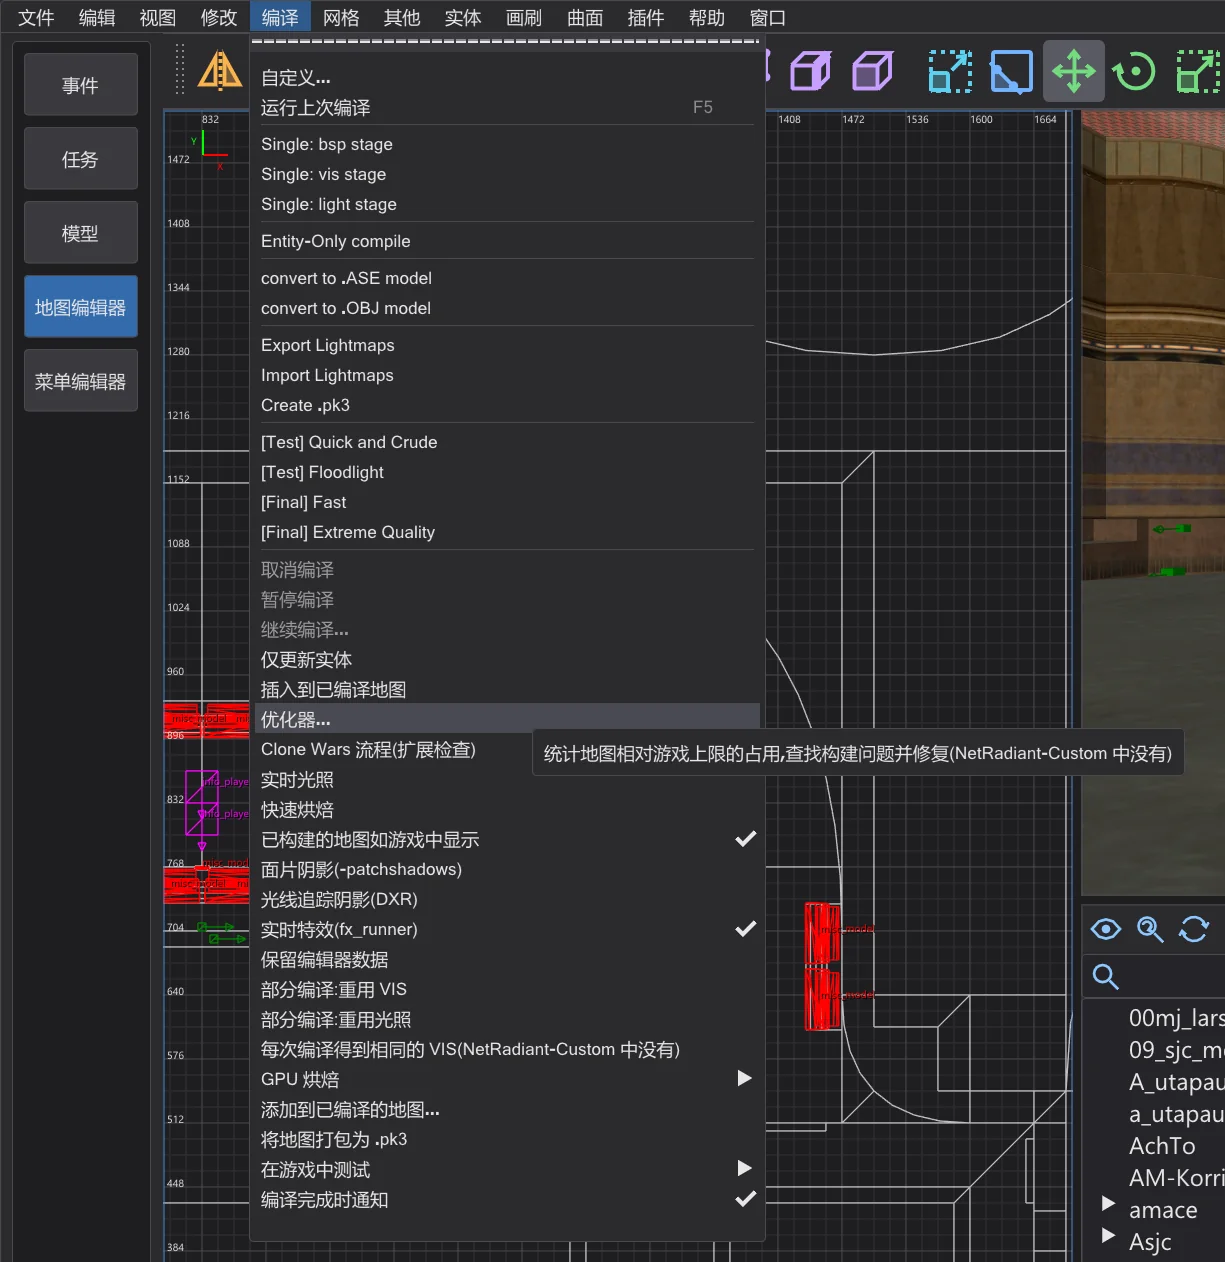 文件 编辑 视图 修改 编译 网格 其他 实体 画刷 曲面 插件 帮助 窗口
事件
任务
模型
地图编辑器
菜单编辑器
自定义...
运行上次编译 F5
Single: bsp stage
Single: vis stage
Single: light stage
Entity-Only compile
convert to .ASE model
convert to .OBJ model
Export Lightmaps
Import Lightmaps
Create .pk3
[Test] Quick and Crude
[Test] Floodlight
[Final] Fast
[Final] Extreme Quality
取消编译
暂停编译
继续编译...
仅更新实体
插入到已编译地图
优化器...
Clone Wars 流程(扩展检查)
统计地图相对游戏上限的占用,查找构建问题并修复(NetRadiant-Custom 中没有)
实时光照
快速烘焙
已构建的地图如游戏中显示
面片阴影(-patchshadows)
光线追踪阴影(DXR)
实时特效(fx_runner)
保留编辑器数据
部分编译:重用 VIS
部分编译:重用光照
每次编译得到相同的 VIS(NetRadiant-Custom 中没有)
GPU 烘焙
添加到已编译的地图...
将地图打包为 .pk3
在游戏中测试
编译完成时通知
832 1408 1472 1536 1600 1664
Y
X
1472
1408
1344
1280
1216
1152
1088
1024
960
misc_model
896
832
768
misc_model
704
640
576
512
448
384
misc_model
misc_model
00mj_lars
09_sjc_m
A_utapau
a_utapau
AchTo
AM-Korri
amace
Asjc